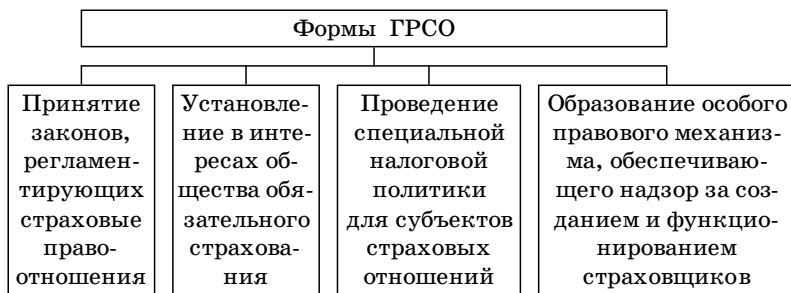 Формы ГРСО
Принятие
законов,
регламен-
тирующих
страховые
право-
отношения
Установле-
ние в инте-
ресах об-
щества обя-
зательного
страхова-
ния
Проведение
специальной
налоговой
политики
для субъектов
страховых
отношений
Образование особого
правового механиз-
ма, обеспечиваю-
щего надзор за соз-
данием и функцио-
нированием
страховщиков